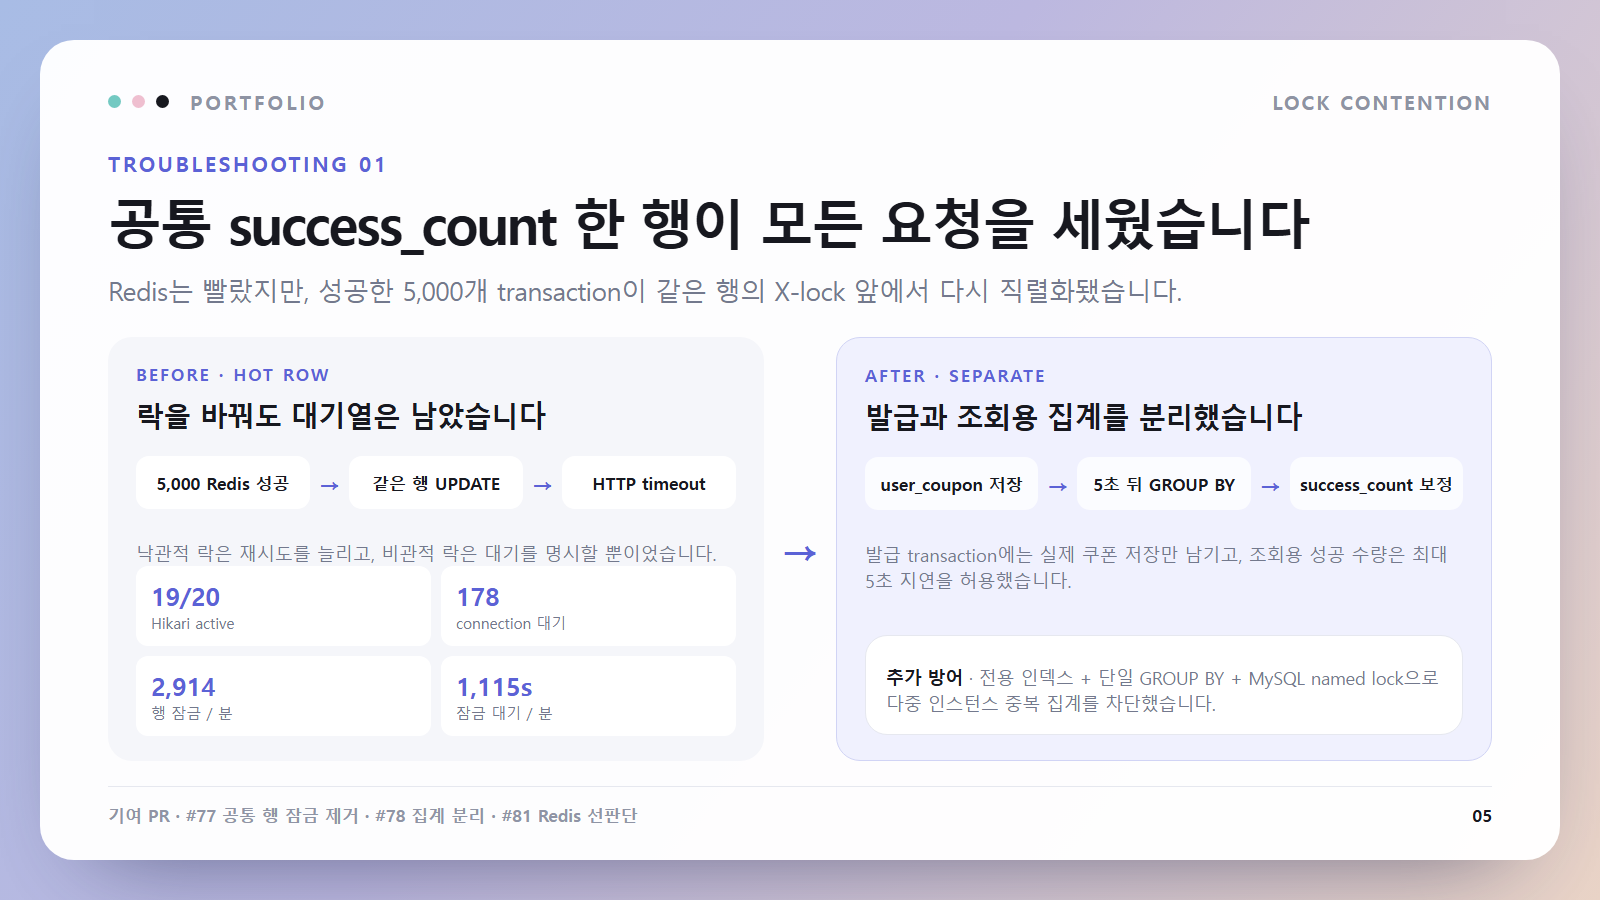 PORTFOLIO
LOCK CONTENTION
TROUBLESHOOTING 01
공통 success_count 한 행이 모든 요청을 세웠습니다
Redis는 빨랐지만, 성공한 5,000개 transaction이 같은 행의 X-lock 앞에서 다시 직렬화됐습니다.
BEFORE · HOT ROW
락을 바꿔도 대기열은 남았습니다
5,000 Redis 성공 → 같은 행 UPDATE → HTTP timeout
낙관적 락은 재시도를 늘리고, 비관적 락은 대기를 명시할 뿐이었습니다.
19/20
Hikari active
178
connection 대기
2,914
행 잠금 / 분
1,115s
잠금 대기 / 분
→
AFTER · SEPARATE
발급과 조회용 집계를 분리했습니다
user_coupon 저장 → 5초 뒤 GROUP BY → success_count 보정
발급 transaction에는 실제 쿠폰 저장만 남기고, 조회용 성공 수량은 최대
5초 지연을 허용했습니다.
추가 방어 · 전용 인덱스 + 단일 GROUP BY + MySQL named lock으로
다중 인스턴스 중복 집계를 차단했습니다.
기여 PR · #77 공통 행 잠금 제거 · #78 집계 분리 · #81 Redis 선판단
05